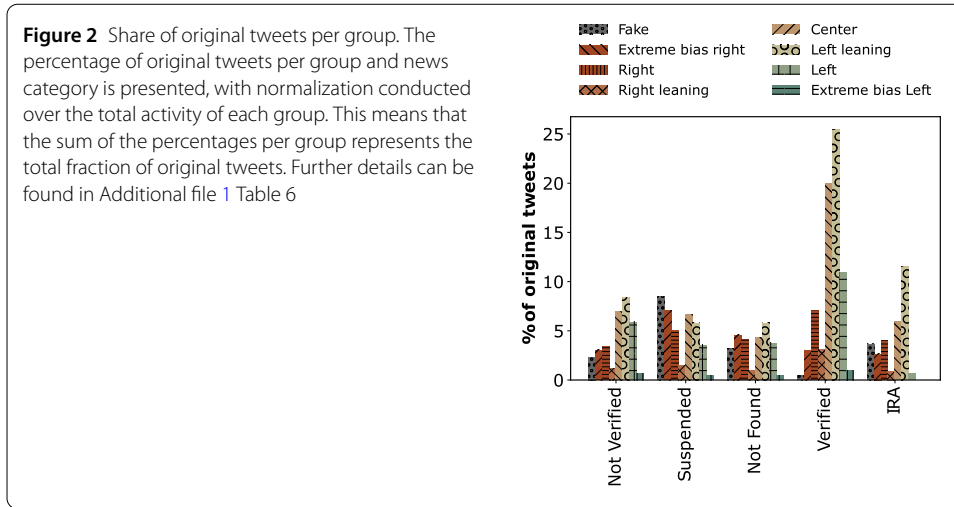 Figure 2 Share of original tweets per group. The
percentage of original tweets per group and news
category is presented, with normalization conducted
over the total activity of each group. This means that
the sum of the percentages per group represents the
total fraction of original tweets. Further details can be
found in Additional file 1 Table 6
Fake
Extreme bias right
Right
Right leaning
Center
Left leaning
Left
Extreme bias Left
% of original tweets
25
20
15
10
5
0
Not Verified
Suspended
Not Found
Verified
IRA